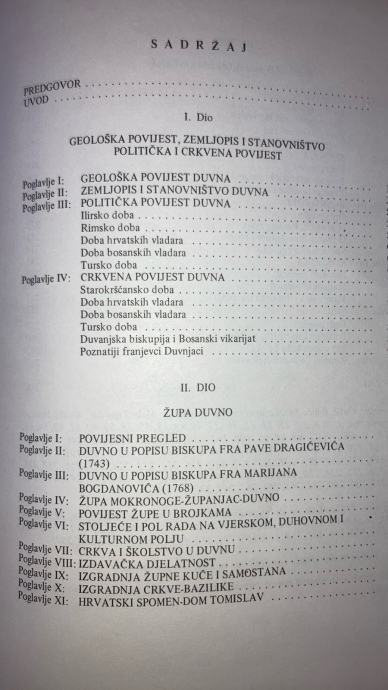 SADRŽAJ
PREDGOVOR
UVOD
I. Dio
GEOLOŠKA POVIJEST, ZEMLJOPIS I STANOVNIŠTVO
POLITIČKA I CRKVENA POVIJEST
Poglavlje I: GEOLOŠKA POVIJEST DUVNA
Poglavlje II: ZEMLJOPIS I STANOVNIŠTVO DUVNA
Poglavlje III: POLITIČKA POVIJEST DUVNA
Ilirsko doba
Rimsko doba
Doba hrvatskih vladara
Doba bosanskih vladara
Tursko doba
Poglavlje IV: CRKVENA POVIJEST DUVNA
Starokršćansko doba
Doba hrvatskih vladara
Doba bosanskih vladara
Tursko doba
Duvanjska biskupija i Bosanski vikarijat
Poznatiji franjevci Duvnjaci
II. DIO
ŽUPA DUVNO
Poglavlje I: POVIJESNI PREGLED
Poglavlje II: DUVNO U POPISU BISKUPA FRA PAVE DRAGIĆEVIĆA
(1743)
Poglavlje III: DUVNO U POPISU BISKUPA FRA MARIJANA
BOGDANOVIĆA (1768)
Poglavlje IV: ŽUPA MOKRONOGE-ŽUPANJAC-DUVNO
Poglavlje V: POVIJEST ŽUPE U BROJKAMA
Poglavlje VI: STOLJEĆE I POL RADA NA VJERSKOM, DUHOVNOM I
KULTURNOM POLJU
Poglavlje VII: CRKVA I ŠKOLSTVO U DUVNU
Poglavlje VIII: IZDAVAČKA DJELATNOST
Poglavlje IX: IZGRADNJA ŽUPNE KUĆE I SAMOSTANA
Poglavlje X: IZGRADNJA CRKVE-BAZILIKE
Poglavlje XI: HRVATSKI SPOMEN-DOM TOMISLAV